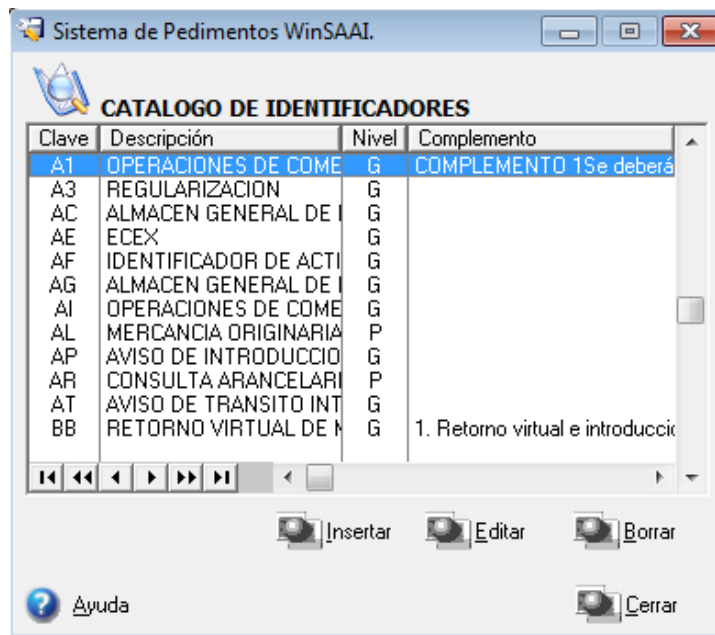 Sistema de Pedimentos WinSAAI.
CATALOGO DE IDENTIFICADORES
Clave Descripción Nivel Complemento
A1 OPERACIONES DE COME G COMPLEMENTO 1Se deberá
A3 REGULARIZACION G
AC ALMACEN GENERAL DE G
AE ECEX G
AF IDENTIFICADOR DE ACTI G
AG ALMACEN GENERAL DE G
AI OPERACIONES DE COME G
AL MERCANCIA ORIGINARIA P
AP AVISO DE INTRODUCCIO G
AR CONSULTA ARANCELARI P
AT AVISO DE TRANSITO INT G
BB RETORNO VIRTUAL DE G 1. Retorno virtual e introducció
Insertar Editar Borrar
Ayuda Cerrar